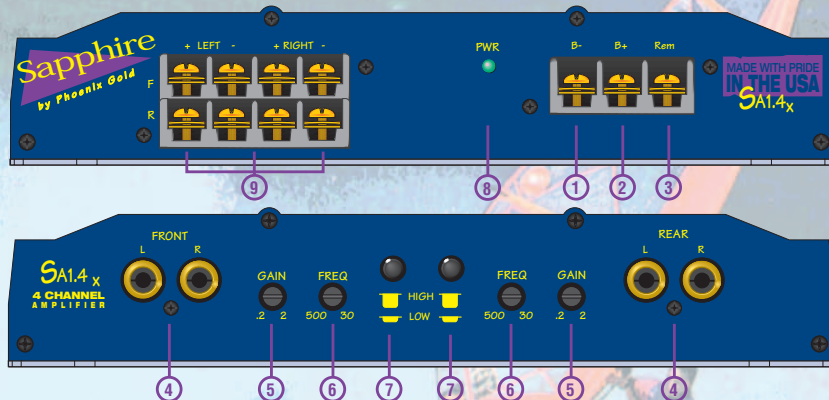 Sapphire
by Phoenix Gold
+ LEFT - + RIGHT -
F
R
PWR
B- B+ Rem
MADE WITH PRIDE
IN THE USA
SA1.4x
9 8 1 2 3
FRONT
L R
SA1.4 x
4 CHANNEL
AMPLIFIER
GAIN
.2 2
FREQ
500 30
HIGH
LOW
FREQ
500 30
GAIN
.2 2
REAR
L R
4 5 6 7 7 6 5 4